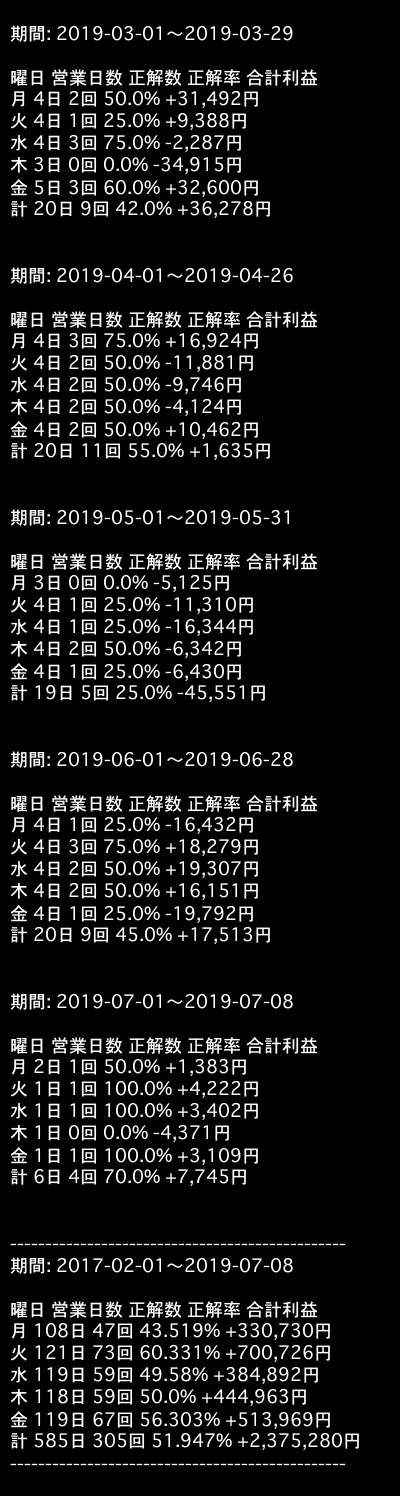 期間: 2019-03-01〜2019-03-29
曜日 営業日数 正解数 正解率 合計利益
月 4日 2回 50.0% +31,492円
火 4日 1回 25.0% +9,388円
水 4日 3回 75.0% -2,287円
木 3日 0回 0.0% -34,915円
金 5日 3回 60.0% +32,600円
計 20日 9回 42.0% +36,278円
期間: 2019-04-01〜2019-04-26
曜日 営業日数 正解数 正解率 合計利益
月 4日 3回 75.0% +16,924円
火 4日 2回 50.0% -11,881円
水 4日 2回 50.0% -9,746円
木 4日 2回 50.0% -4,124円
金 4日 2回 50.0% +10,462円
計 20日 11回 55.0% +1,635円
期間: 2019-05-01〜2019-05-31
曜日 営業日数 正解数 正解率 合計利益
月 3日 0回 0.0% -5,125円
火 4日 1回 25.0% -11,310円
水 4日 1回 25.0% -16,344円
木 4日 2回 50.0% -6,342円
金 4日 1回 25.0% -6,430円
計 19日 5回 25.0% -45,551円
期間: 2019-06-01〜2019-06-28
曜日 営業日数 正解数 正解率 合計利益
月 4日 1回 25.0% -16,432円
火 4日 3回 75.0% +18,279円
水 4日 2回 50.0% +19,307円
木 4日 2回 50.0% +16,151円
金 4日 1回 25.0% -19,792円
計 20日 9回 45.0% +17,513円
期間: 2019-07-01〜2019-07-08
曜日 営業日数 正解数 正解率 合計利益
月 2日 1回 50.0% +1,383円
火 1日 1回 100.0% +4,222円
水 1日 1回 100.0% +3,402円
木 1日 0回 0.0% -4,371円
金 1日 1回 100.0% +3,109円
計 6日 4回 70.0% +7,745円
------------------------------------------------
期間: 2017-02-01〜2019-07-08
曜日 営業日数 正解数 正解率 合計利益
月 108日 47回 43.519% +330,730円
火 121日 73回 60.331% +700,726円
水 119日 59回 49.58% +384,892円
木 118日 59回 50.0% +444,963円
金 119日 67回 56.303% +513,969円
計 585日 305回 51.947% +2,375,280円
------------------------------------------------